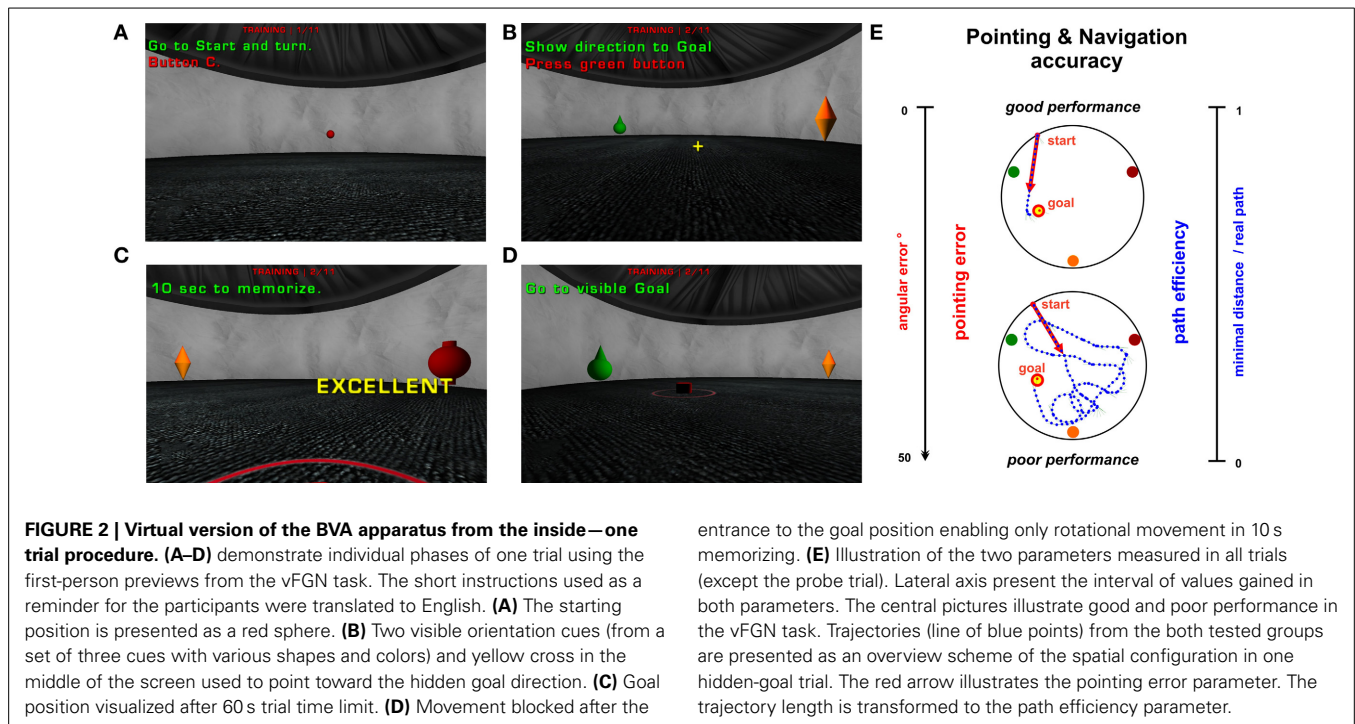 A
TRAINING | 1/11
Go to Start and turn.
Button C.
B
TRAINING | 2/11
Show direction to Goal
Press green button
C
TRAINING | 2/11
10 sec to memorize.
EXCELLENT
D
TRAINING | 2/11
Go to visible Goal
E
Pointing & Navigation
accuracy
0
good performance
1
start
goal
angular error °
pointing error
path efficiency
minimal distance / real path
start
goal
50
poor performance
0
FIGURE 2 | Virtual version of the BVA apparatus from the inside—one
trial procedure. (A–D) demonstrate individual phases of one trial using the
first-person previews from the vFGN task. The short instructions used as a
reminder for the participants were translated to English. (A) The starting
position is presented as a red sphere. (B) Two visible orientation cues (from a
set of three cues with various shapes and colors) and yellow cross in the
middle of the screen used to point toward the hidden goal direction. (C) Goal
position visualized after 60 s trial time limit. (D) Movement blocked after the
entrance to the goal position enabling only rotational movement in 10 s
memorizing. (E) Illustration of the two parameters measured in all trials
(except the probe trial). Lateral axis present the interval of values gained in
both parameters. The central pictures illustrate good and poor performance in
the vFGN task. Trajectories (line of blue points) from the both tested groups
are presented as an overview scheme of the spatial configuration in one
hidden-goal trial. The red arrow illustrates the pointing error parameter. The
trajectory length is transformed to the path efficiency parameter.